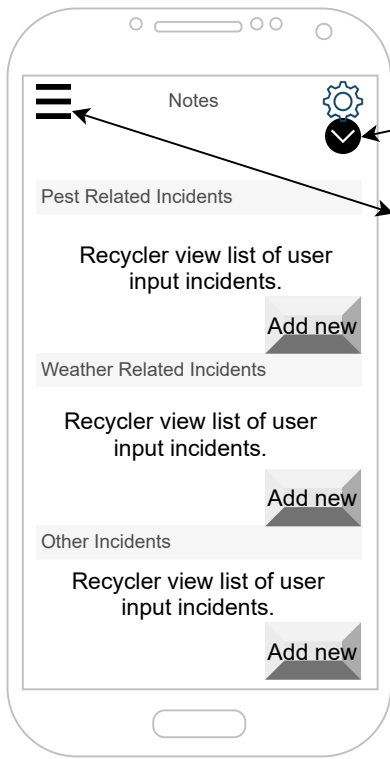 Notes
Pest Related Incidents
Recycler view list of user
input incidents.
Add new
Weather Related Incidents
Recycler view list of user
input incidents.
Add new
Other Incidents
Recycler view list of user
input incidents.
Add new